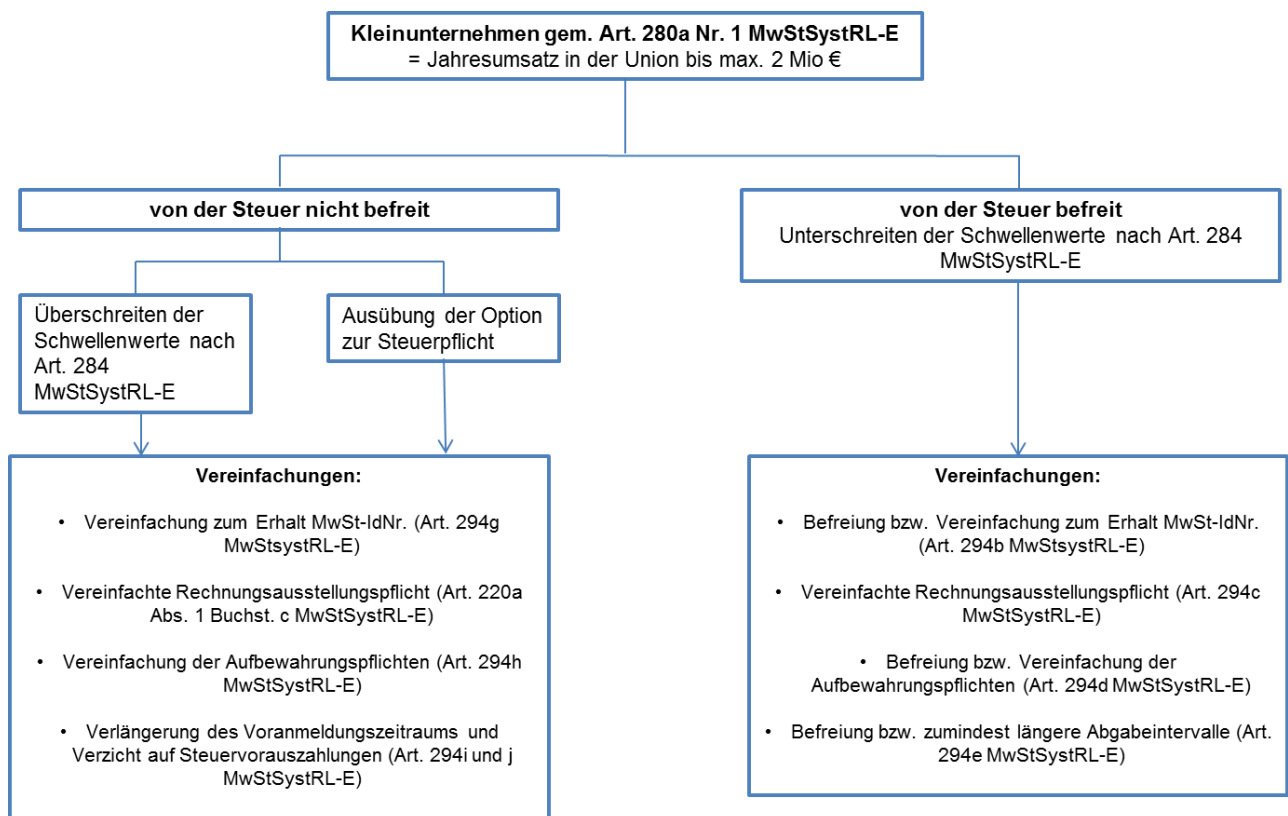 Kleinunternehmen gem. Art. 280a Nr. 1 MwStSystRL-E
= Jahresumsatz in der Union bis max. 2 Mio €
von der Steuer nicht befreit
Überschreiten der
Schwellenwerte nach
Art. 284
MwStSystRL-E
Ausübung der Option
zur Steuerpflicht
Vereinfachungen:
• Vereinfachung zum Erhalt MwSt-IdNr. (Art. 294g
MwStsystRL-E)
• Vereinfachte Rechnungsausstellungspflicht (Art. 220a
Abs. 1 Buchst. c MwStSystRL-E)
• Vereinfachung der Aufbewahrungspflichten (Art. 294h
MwStSystRL-E)
• Verlängerung des Voranmeldungszeitraums und
Verzicht auf Steuervorauszahlungen (Art. 294i und j
MwStSystRL-E)
von der Steuer befreit
Unterschreiten der Schwellenwerte nach Art. 284
MwStSystRL-E
Vereinfachungen:
• Befreiung bzw. Vereinfachung zum Erhalt MwSt-IdNr.
(Art. 294b MwStsystRL-E)
• Vereinfachte Rechnungsausstellungspflicht (Art. 294c
MwStSystRL-E)
• Befreiung bzw. Vereinfachung der
Aufbewahrungspflichten (Art. 294d MwStSystRL-E)
• Befreiung bzw. zumindest längere Abgabeintervalle (Art.
294e MwStSystRL-E)